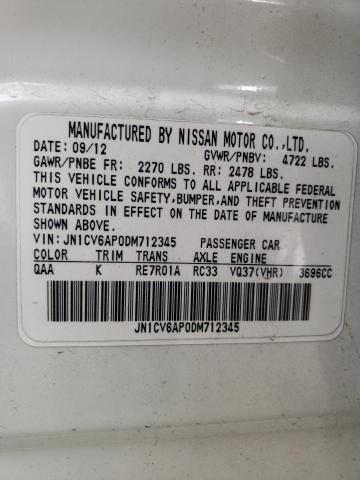 MANUFACTURED BY NISSAN MOTOR CO.,LTD.
DATE: 09/12 GVWR/PNBV: 4722 LBS.
GAWR/PNBE FR: 2270 LBS. RR: 2478 LBS.
THIS VEHICLE CONFORMS TO ALL APPLICABLE FEDERAL
MOTOR VEHICLE SAFETY, BUMPER, AND THEFT PREVENTION
STANDARDS IN EFFECT ON THE DATE OF MANUFACTURE
SHOWN ABOVE.
VIN: JN1CV6AP0DM712345 PASSENGER CAR
COLOR TRIM TRANS AXLE ENGINE
QAA K RE7R01A RC33 VQ37(VHR) 3696CC
JN1CV6AP0DM712345